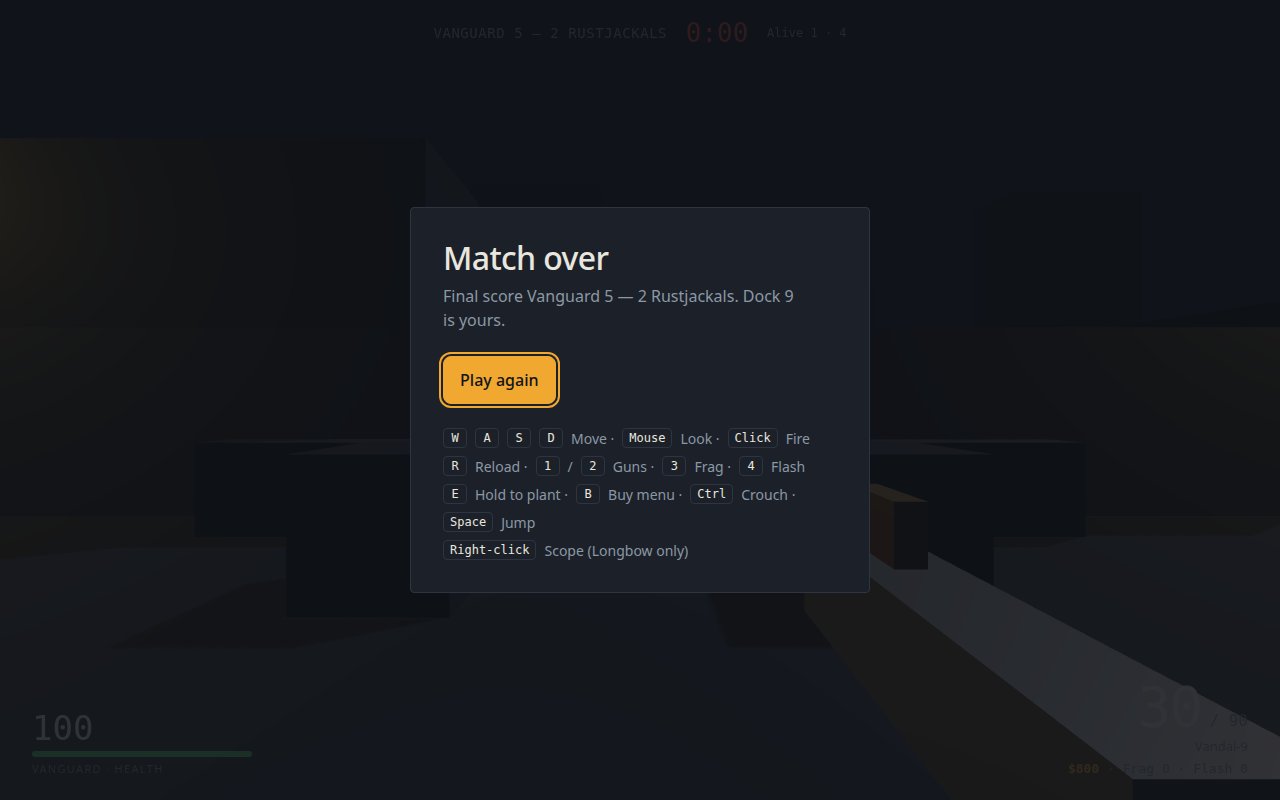 VANGUARD 5 — 2 RUSTJACKALS 0:00 Alive 1 · 4
Match over
Final score Vanguard 5 — 2 Rustjackals. Dock 9
is yours.
Play again
W A S D Move · Mouse Look · Click Fire
R Reload · 1 / 2 Guns · 3 Frag · 4 Flash
E Hold to plant · B Buy menu · Ctrl Crouch ·
Space Jump
Right-click Scope (Longbow only)
100
VANGUARD · HEALTH
30 / 90
Vandal-9
$800 · Frag 0 · Flash 0